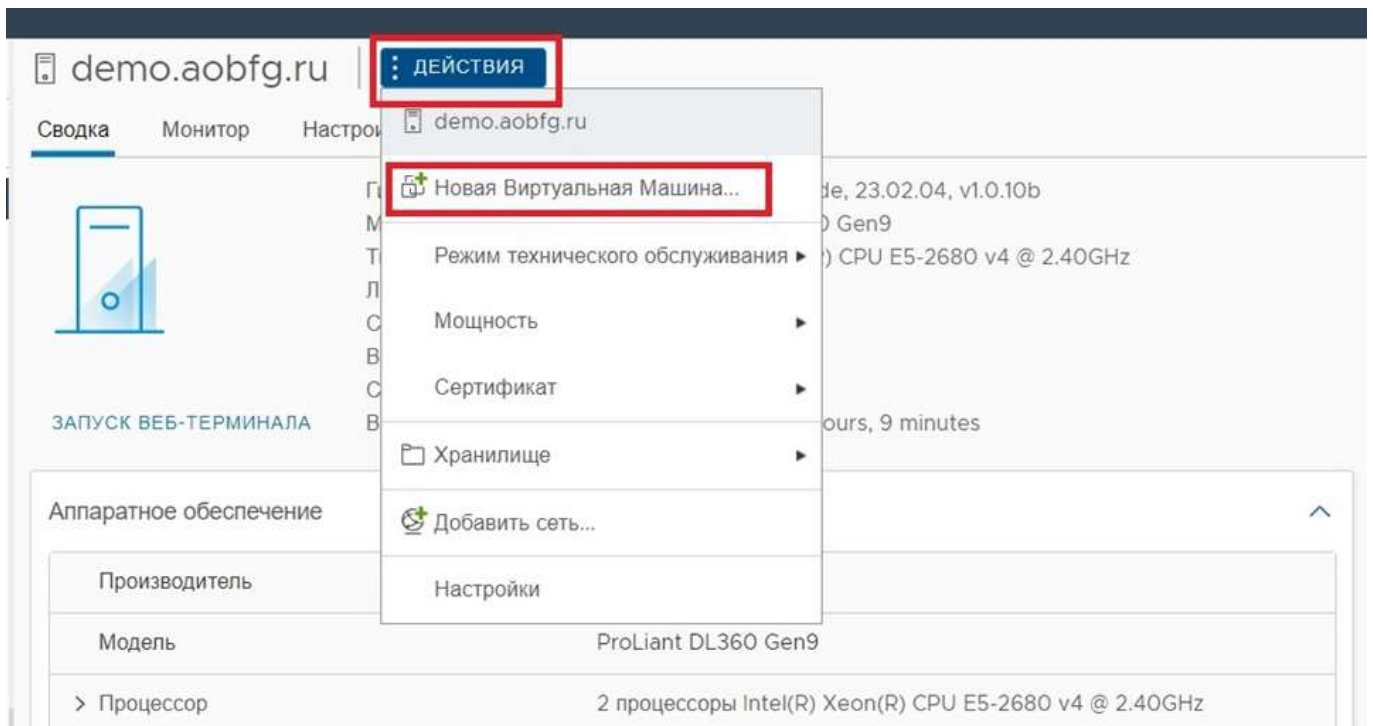 demo.aobfg.ru
ДЕЙСТВИЯ
demo.aobfg.ru
Сводка Монитор
Новая Виртуальная Машина...
23.02.04, v1.0.10b
Gen9
Режим технического обслуживания
CPU E5-2680 v4 @ 2.40GHz
Мощность
Сертификат
ЗАПУСК ВЕБ-ТЕРМИНАЛА
9 minutes
Хранилище
Аппаратное обеспечение
Добавить сеть...
Производитель
Настройки
Модель ProLiant DL360 Gen9
Процессор 2 процессоры Intel(R) Xeon(R) CPU E5-2680 v4 @ 2.40GHz